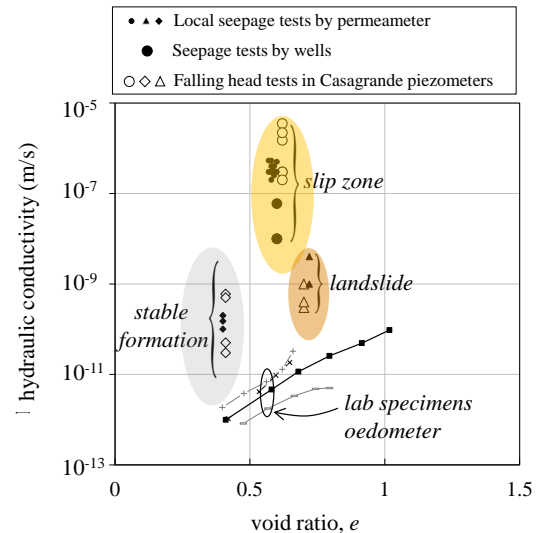 Local seepage tests by permeameter
Seepage tests by wells
Falling head tests in Casagrande piezometers
10-5
10-7
10-9
10-11
10-13
hydraulic conductivity (m/s)
slip zone
landslide
stable
formation
lab specimens
oedometer
0
0.5
1
1.5
void ratio, e